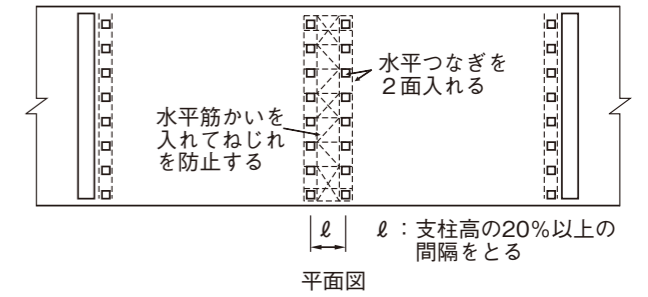 水平つなぎを
２面入れる
水平筋かいを
入れてねじれ
を防止する
ℓ
ℓ：支柱高の20％以上の
間隔をとる
平面図